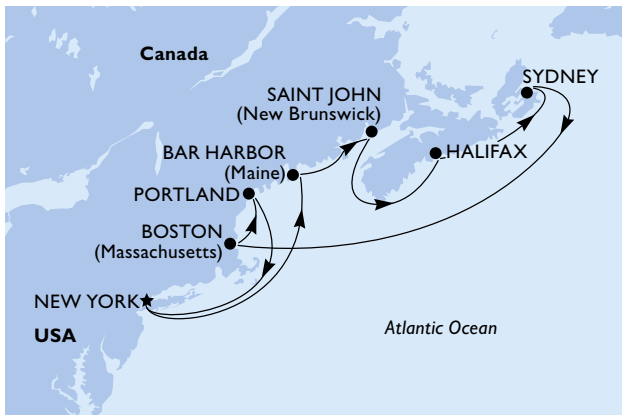 Canada
SYDNEY
SAINT JOHN
(New Brunswick)
BAR HARBOR
(Maine)
HALIFAX
PORTLAND
BOSTON
(Massachusetts)
NEW YORK
USA
Atlantic Ocean